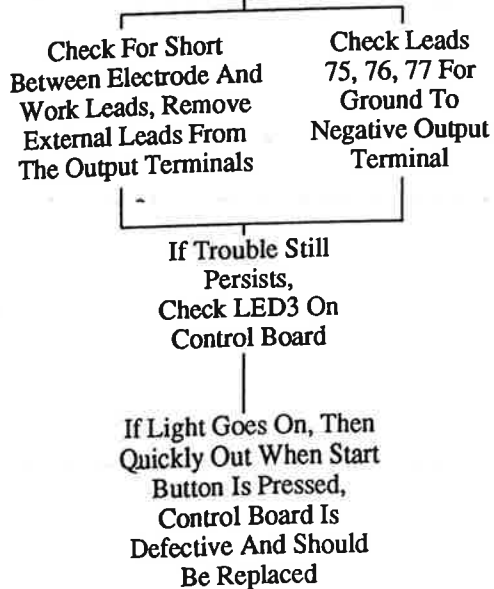 Check For Short
Between Electrode And
Work Leads, Remove
External Leads From
The Output Terminals
Check Leads
75, 76, 77 For
Ground To
Negative Output
Terminal
If Trouble Still
Persists,
Check LED3 On
Control Board
If Light Goes On, Then
Quickly Out When Start
Button Is Pressed,
Control Board Is
Defective And Should
Be Replaced